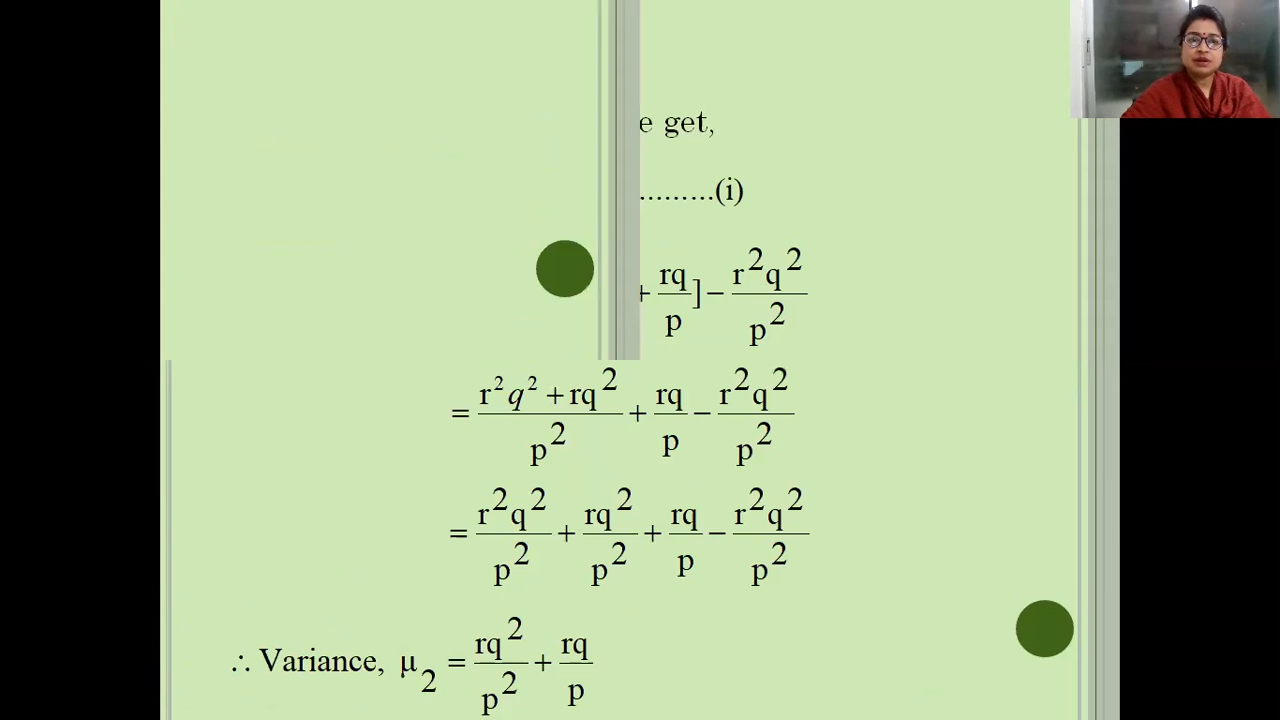 e get,
.........(i)
+ rq/p] − r²q²/p²
= (r²q² + rq²)/p² + rq/p − r²q²/p²
= r²q²/p² + rq²/p² + rq/p − r²q²/p²
∴ Variance, μ₂ = rq²/p² + rq/p